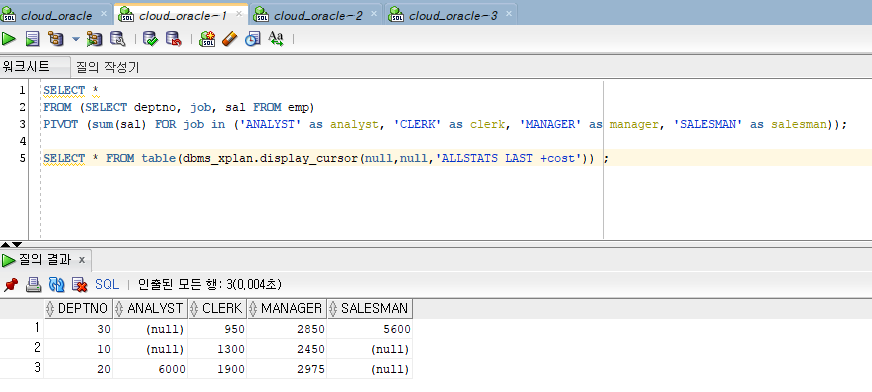 cloud_oracle cloud_oracle~1 cloud_oracle~2 cloud_oracle~3
워크시트 질의 작성기
1 SELECT *
2 FROM (SELECT deptno, job, sal FROM emp)
3 PIVOT (sum(sal) FOR job in ('ANALYST' as analyst, 'CLERK' as clerk, 'MANAGER' as manager, 'SALESMAN' as salesman));
4
5 SELECT * FROM table(dbms_xplan.display_cursor(null,null,'ALLSTATS LAST +cost')) ;
질의 결과 x
SQL | 인출된 모든 행: 3(0,004초)
DEPTNO ANALYST CLERK MANAGER SALESMAN
1 30 (null) 950 2850 5600
2 10 (null) 1300 2450 (null)
3 20 6000 1900 2975 (null)